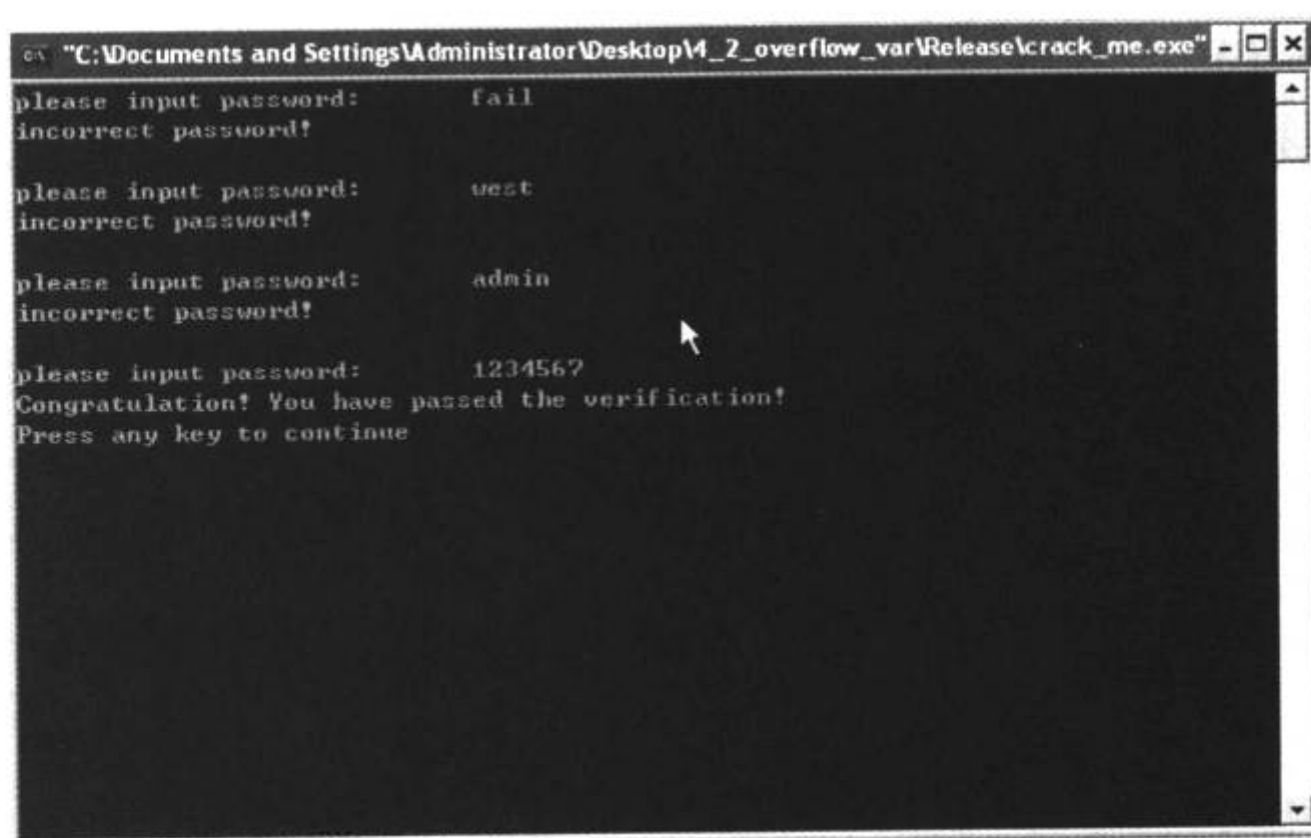 "C:\Documents and Settings\Administrator\Desktop\4_2_overflow_var\Release\crack_me.exe"
please input password: fail
incorrect password!
please input password: west
incorrect password!
please input password: admin
incorrect password!
please input password: 1234567
Congratulation! You have passed the verification!
Press any key to continue